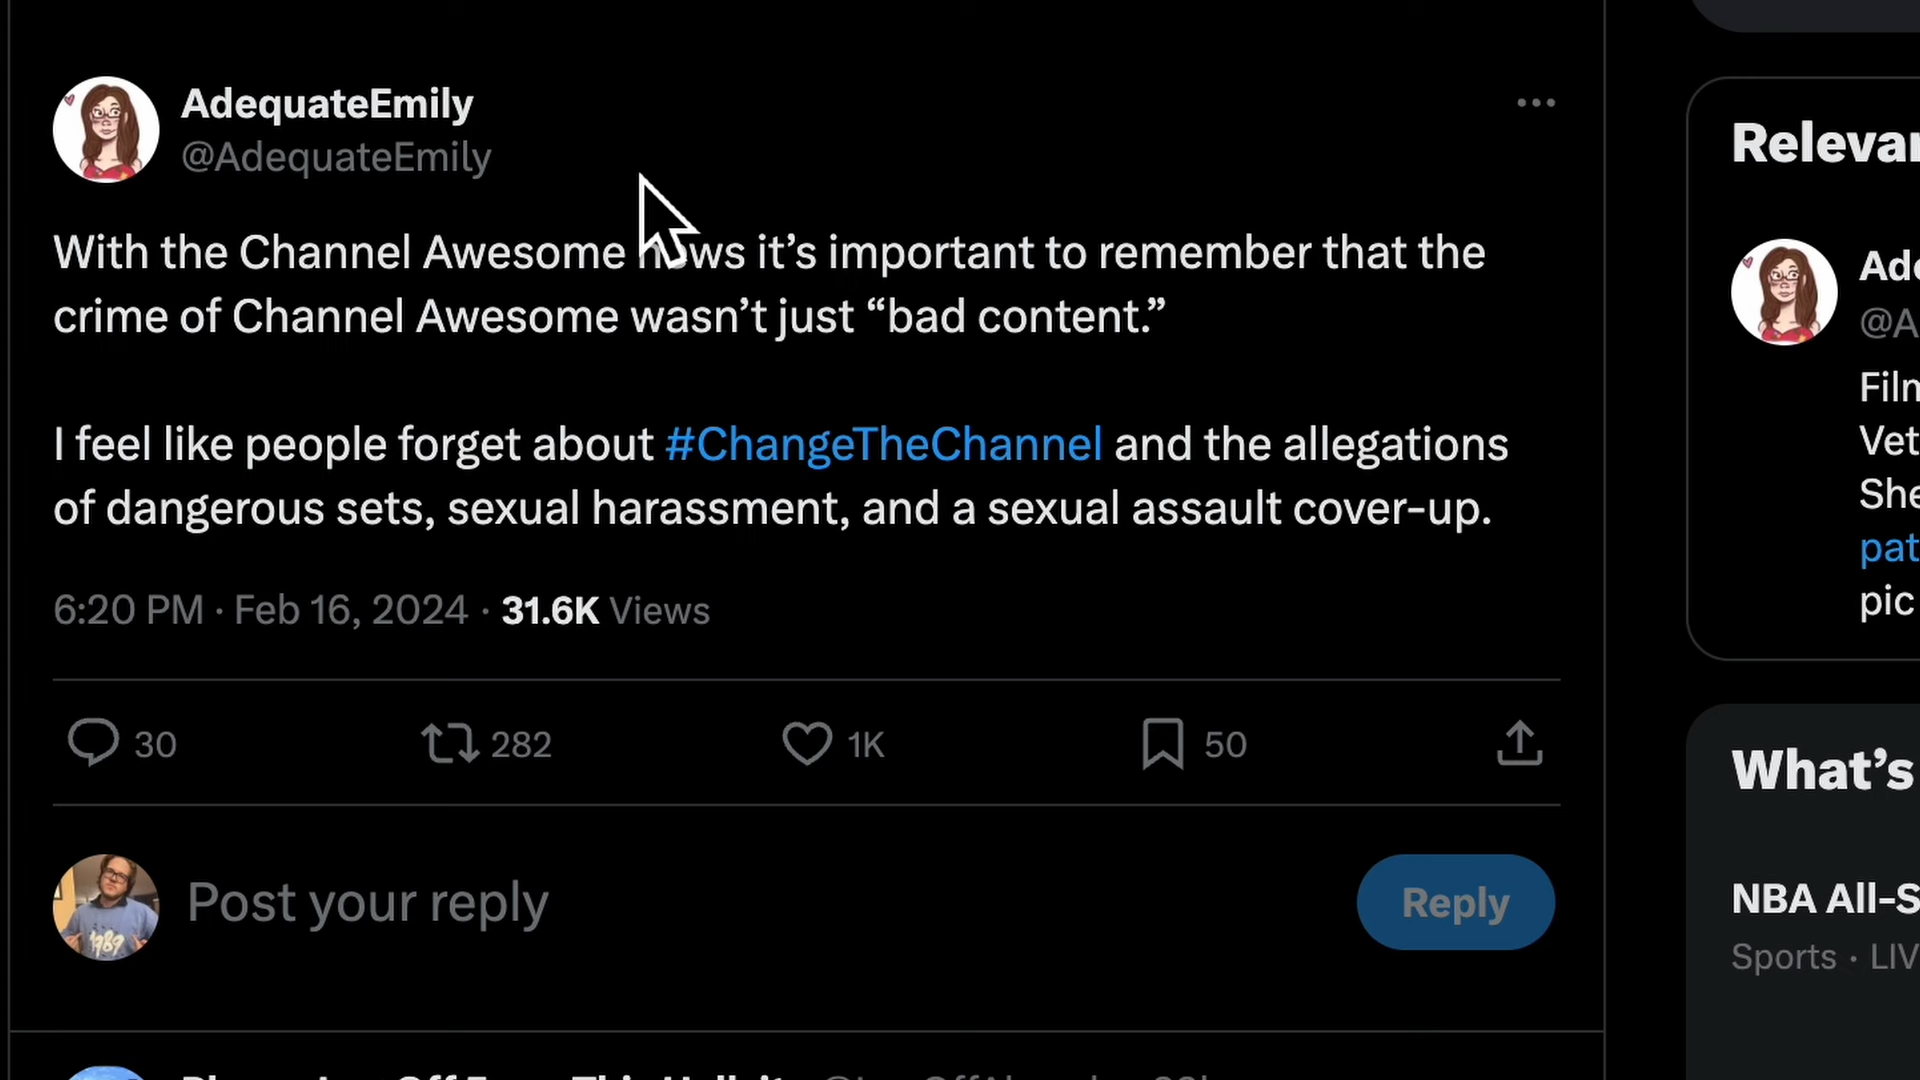 AdequateEmily
@AdequateEmily
With the Channel Awesome news it's important to remember that the
crime of Channel Awesome wasn't just “bad content.”
I feel like people forget about #ChangeTheChannel and the allegations
of dangerous sets, sexual harassment, and a sexual assault cover-up.
6:20 PM · Feb 16, 2024 · 31.6K Views
30 282 1K 50
1989
Post your reply
Reply
Relevan
Ade
@A
Film
Vet
She
pat
pic
What's
NBA All-S
Sports · LIV